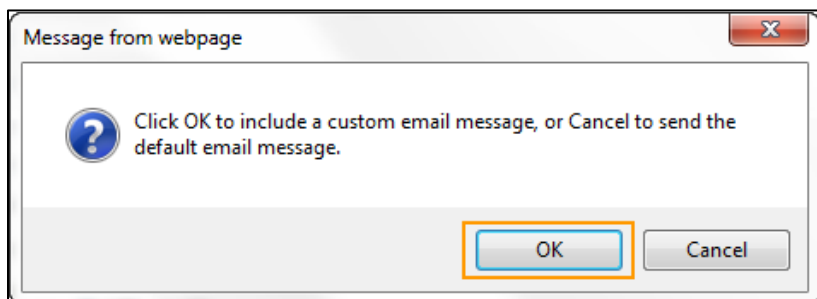 Message from webpage
Click OK to include a custom email message, or Cancel to send the
default email message.
OK
Cancel